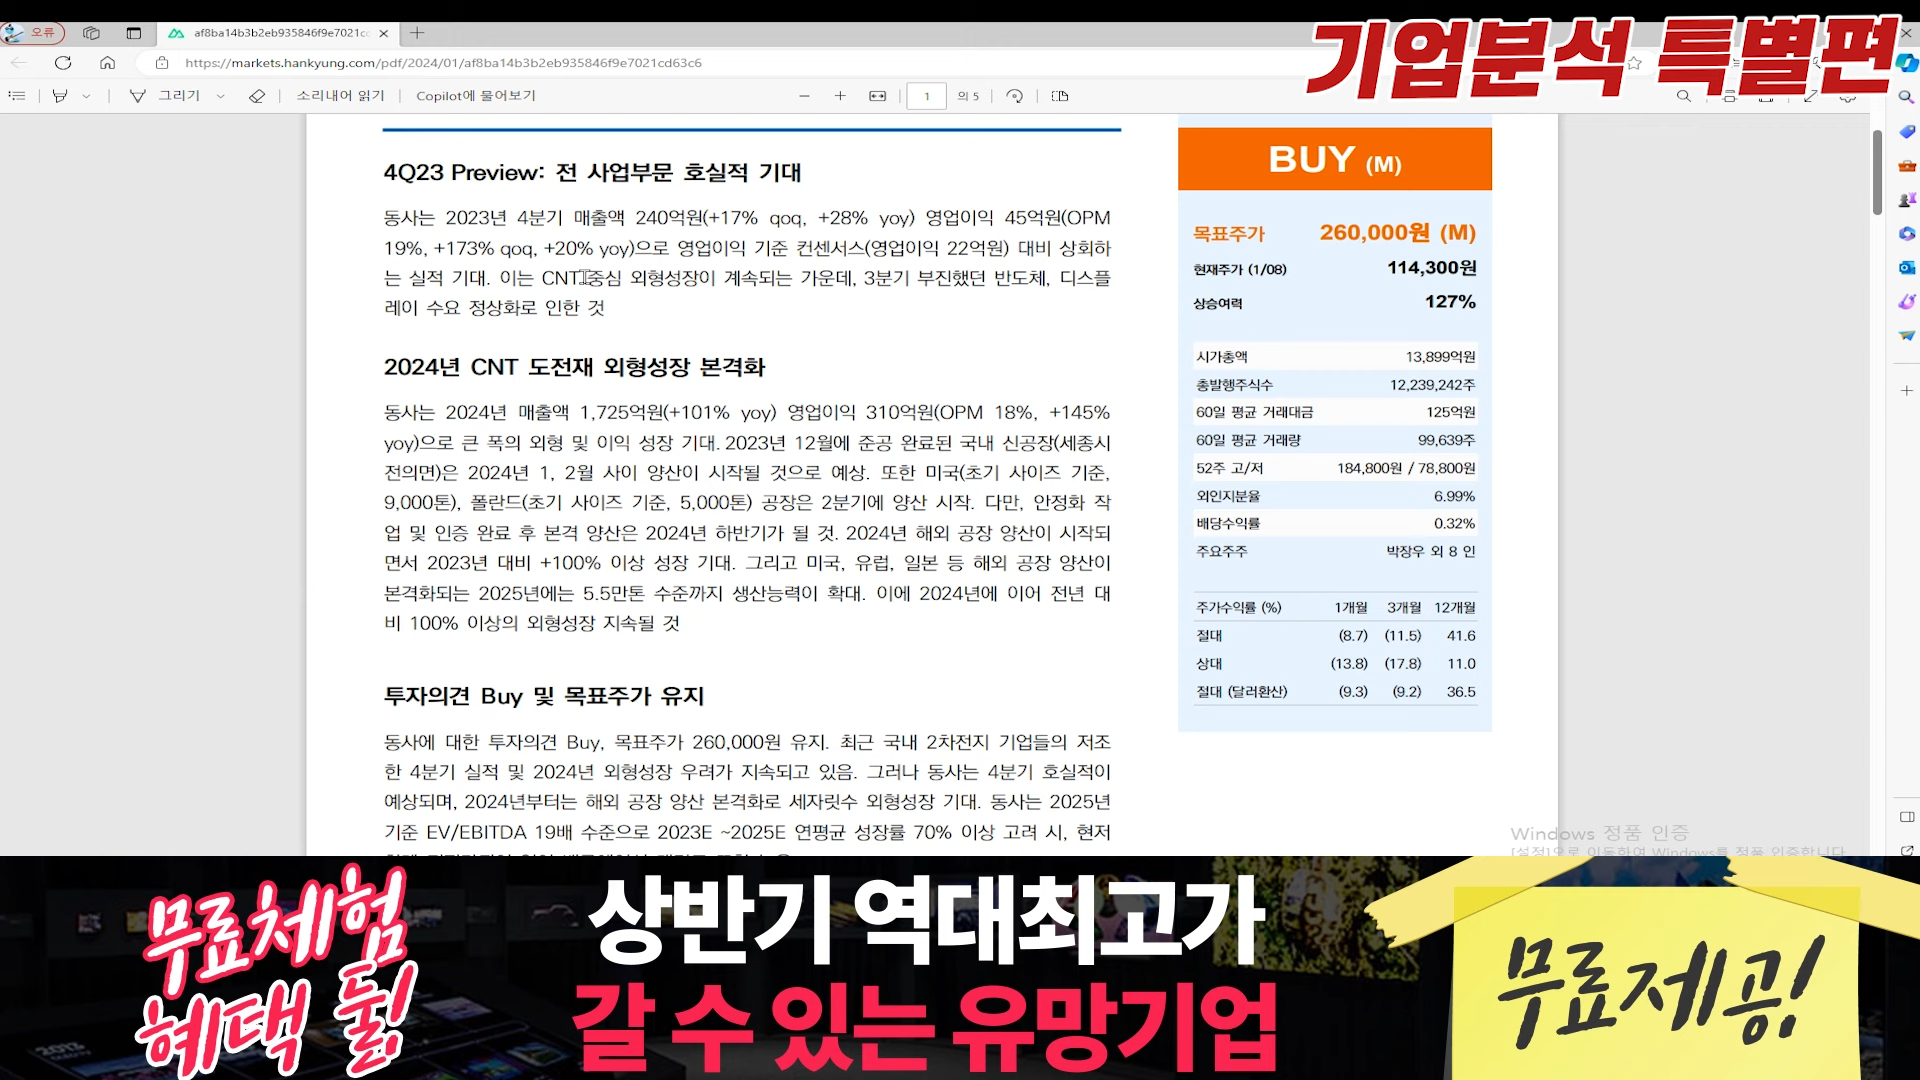 오류
af8ba14b3b2eb935846f9e7021cc
기업분석 특별편
https://markets.hankyung.com/pdf/2024/01/af8ba14b3b2eb935846f9e7021cd63c6
그리기
소리내어 읽기
Copilot에 물어보기
1
의 5
4Q23 Preview: 전 사업부문 호실적 기대
동사는 2023년 4분기 매출액 240억원(+17% qoq, +28% yoy) 영업이익 45억원(OPM
19%, +173% qoq, +20% yoy)으로 영업이익 기준 컨센서스(영업이익 22억원) 대비 상회하
는 실적 기대. 이는 CNT 중심 외형성장이 계속되는 가운데, 3분기 부진했던 반도체, 디스플
레이 수요 정상화로 인한 것
2024년 CNT 도전재 외형성장 본격화
동사는 2024년 매출액 1,725억원(+101% yoy) 영업이익 310억원(OPM 18%, +145%
yoy)으로 큰 폭의 외형 및 이익 성장 기대. 2023년 12월에 준공 완료된 국내 신공장(세종시
전의면)은 2024년 1, 2월 사이 양산이 시작될 것으로 예상. 또한 미국(초기 사이즈 기준,
9,000톤), 폴란드(초기 사이즈 기준, 5,000톤) 공장은 2분기에 양산 시작. 다만, 안정화 작
업 및 인증 완료 후 본격 양산은 2024년 하반기가 될 것. 2024년 해외 공장 양산이 시작되
면서 2023년 대비 +100% 이상 성장 기대. 그리고 미국, 유럽, 일본 등 해외 공장 양산이
본격화되는 2025년에는 5.5만톤 수준까지 생산능력이 확대. 이에 2024년에 이어 전년 대
비 100% 이상의 외형성장 지속될 것
투자의견 Buy 및 목표주가 유지
동사에 대한 투자의견 Buy, 목표주가 260,000원 유지. 최근 국내 2차전지 기업들의 저조
한 4분기 실적 및 2024년 외형성장 우려가 지속되고 있음. 그러나 동사는 4분기 호실적이
예상되며, 2024년부터는 해외 공장 양산 본격화로 세자릿수 외형성장 기대. 동사는 2025년
기준 EV/EBITDA 19배 수준으로 2023E ~2025E 연평균 성장률 70% 이상 고려 시, 현저
BUY (M)
목표주가 260,000원 (M)
현재주가 (1/08) 114,300원
상승여력 127%
시가총액 13,899억원
총발행주식수 12,239,242주
60일 평균 거래대금 125억원
60일 평균 거래량 99,639주
52주 고/저 184,800원 / 78,800원
외인지분율 6.99%
배당수익률 0.32%
주요주주 박장우 외 8 인
주가수익률 (%) 1개월 3개월 12개월
절대 (8.7) (11.5) 41.6
상대 (13.8) (17.8) 11.0
절대 (달러환산) (9.3) (9.2) 36.5
Windows 정품 인증
[설정]으로 이동하여 Windows를 정품 인증합니다.
무료체험
혜택 둘!
상반기 역대최고가
갈 수 있는 유망기업
무료제공!